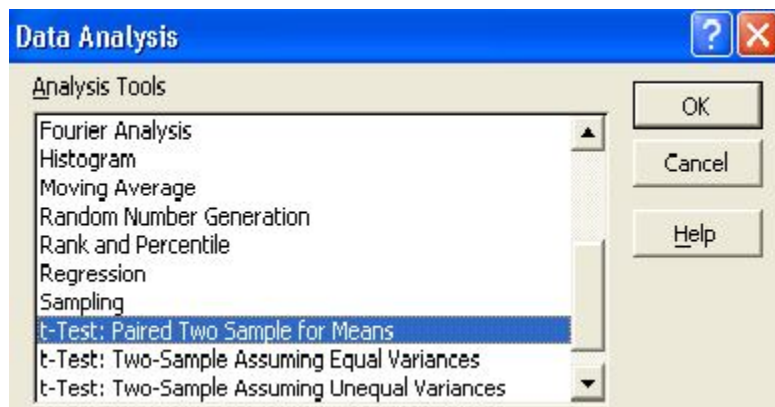 Data Analysis
Analysis Tools
Fourier Analysis
Histogram
Moving Average
Random Number Generation
Rank and Percentile
Regression
Sampling
t-Test: Paired Two Sample for Means
t-Test: Two-Sample Assuming Equal Variances
t-Test: Two-Sample Assuming Unequal Variances
OK
Cancel
Help